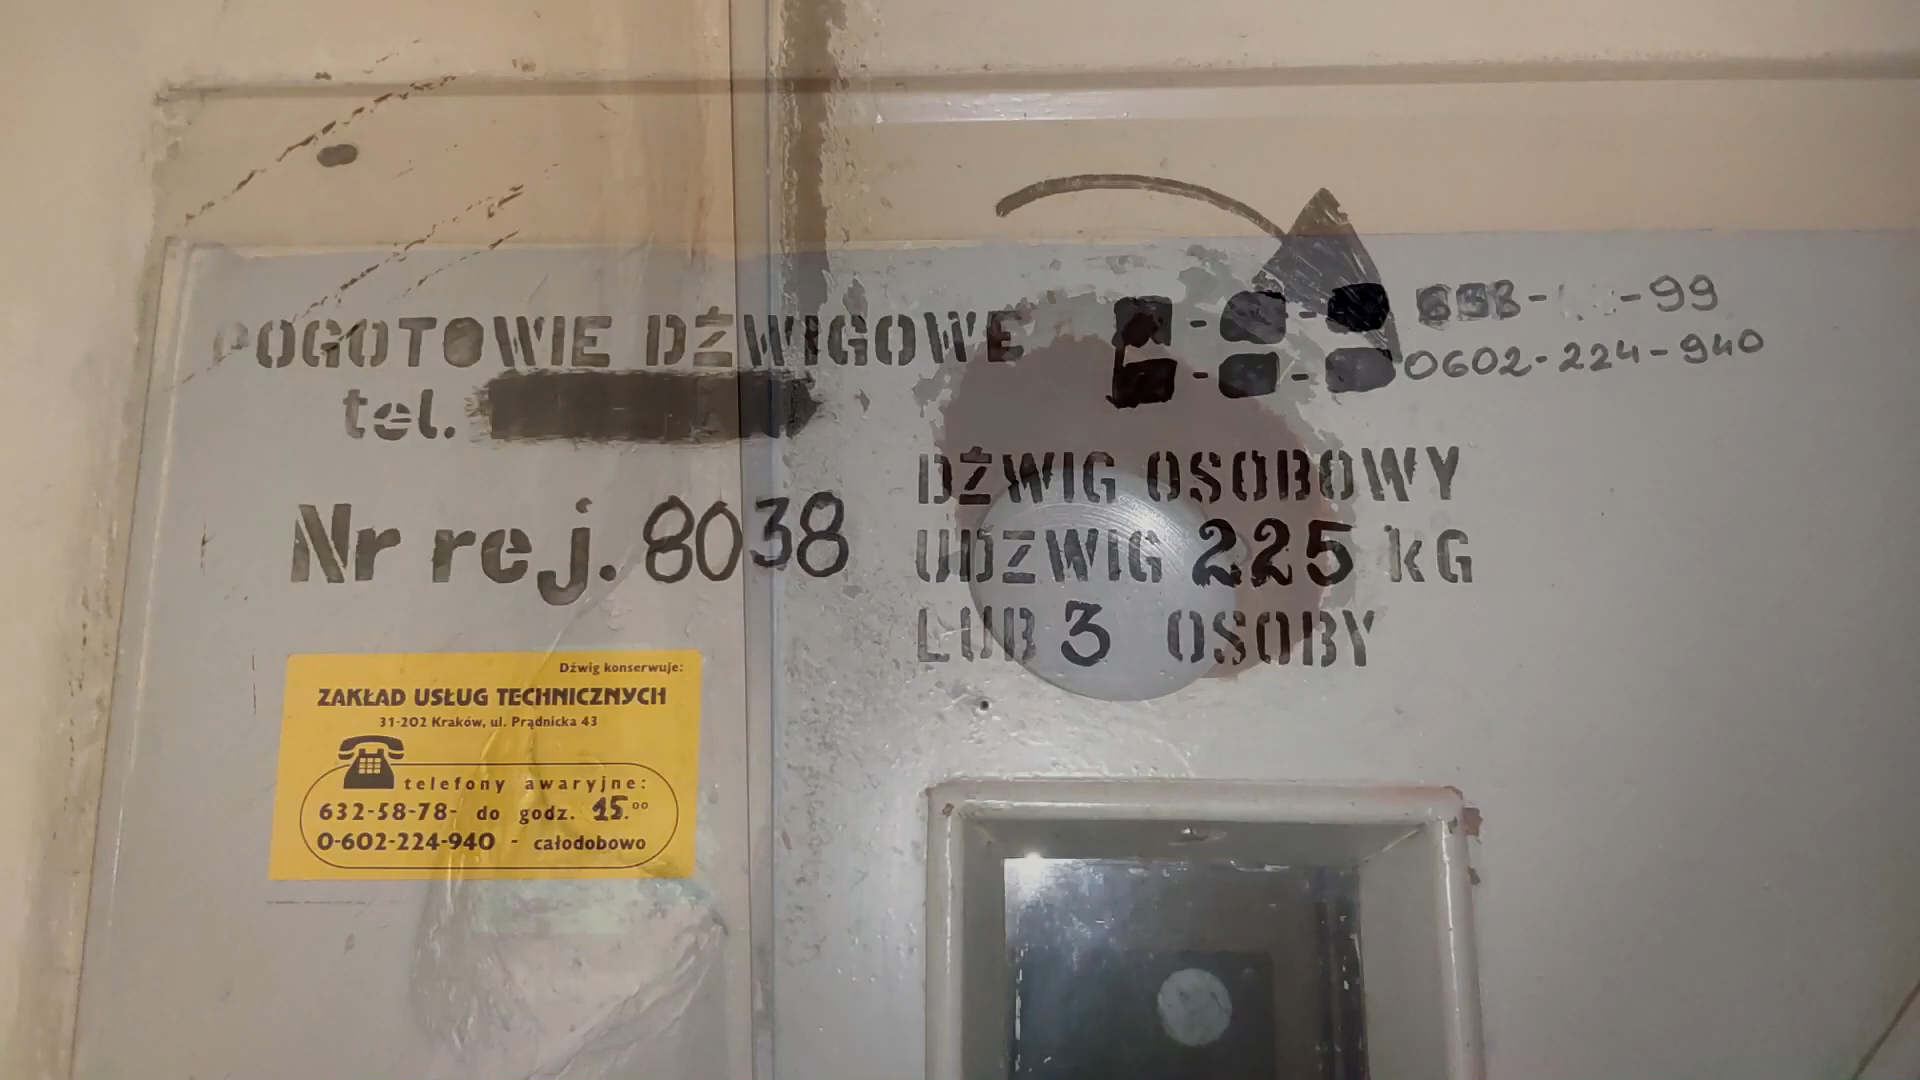 POGOTOWIE DŹWIGOWE
tel.
-99
0602-224-940
Nr rej. 8038
DŹWIG OSOBOWY
UDŹWIG 225 kG
LUB 3 OSOBY
Dźwig konserwuje:
ZAKŁAD USŁUG TECHNICZNYCH
31-202 Kraków, ul. Prądnicka 43
telefony awaryjne:
632-58-78- do godz. 15.⁰⁰
0-602-224-940 - całodobowo